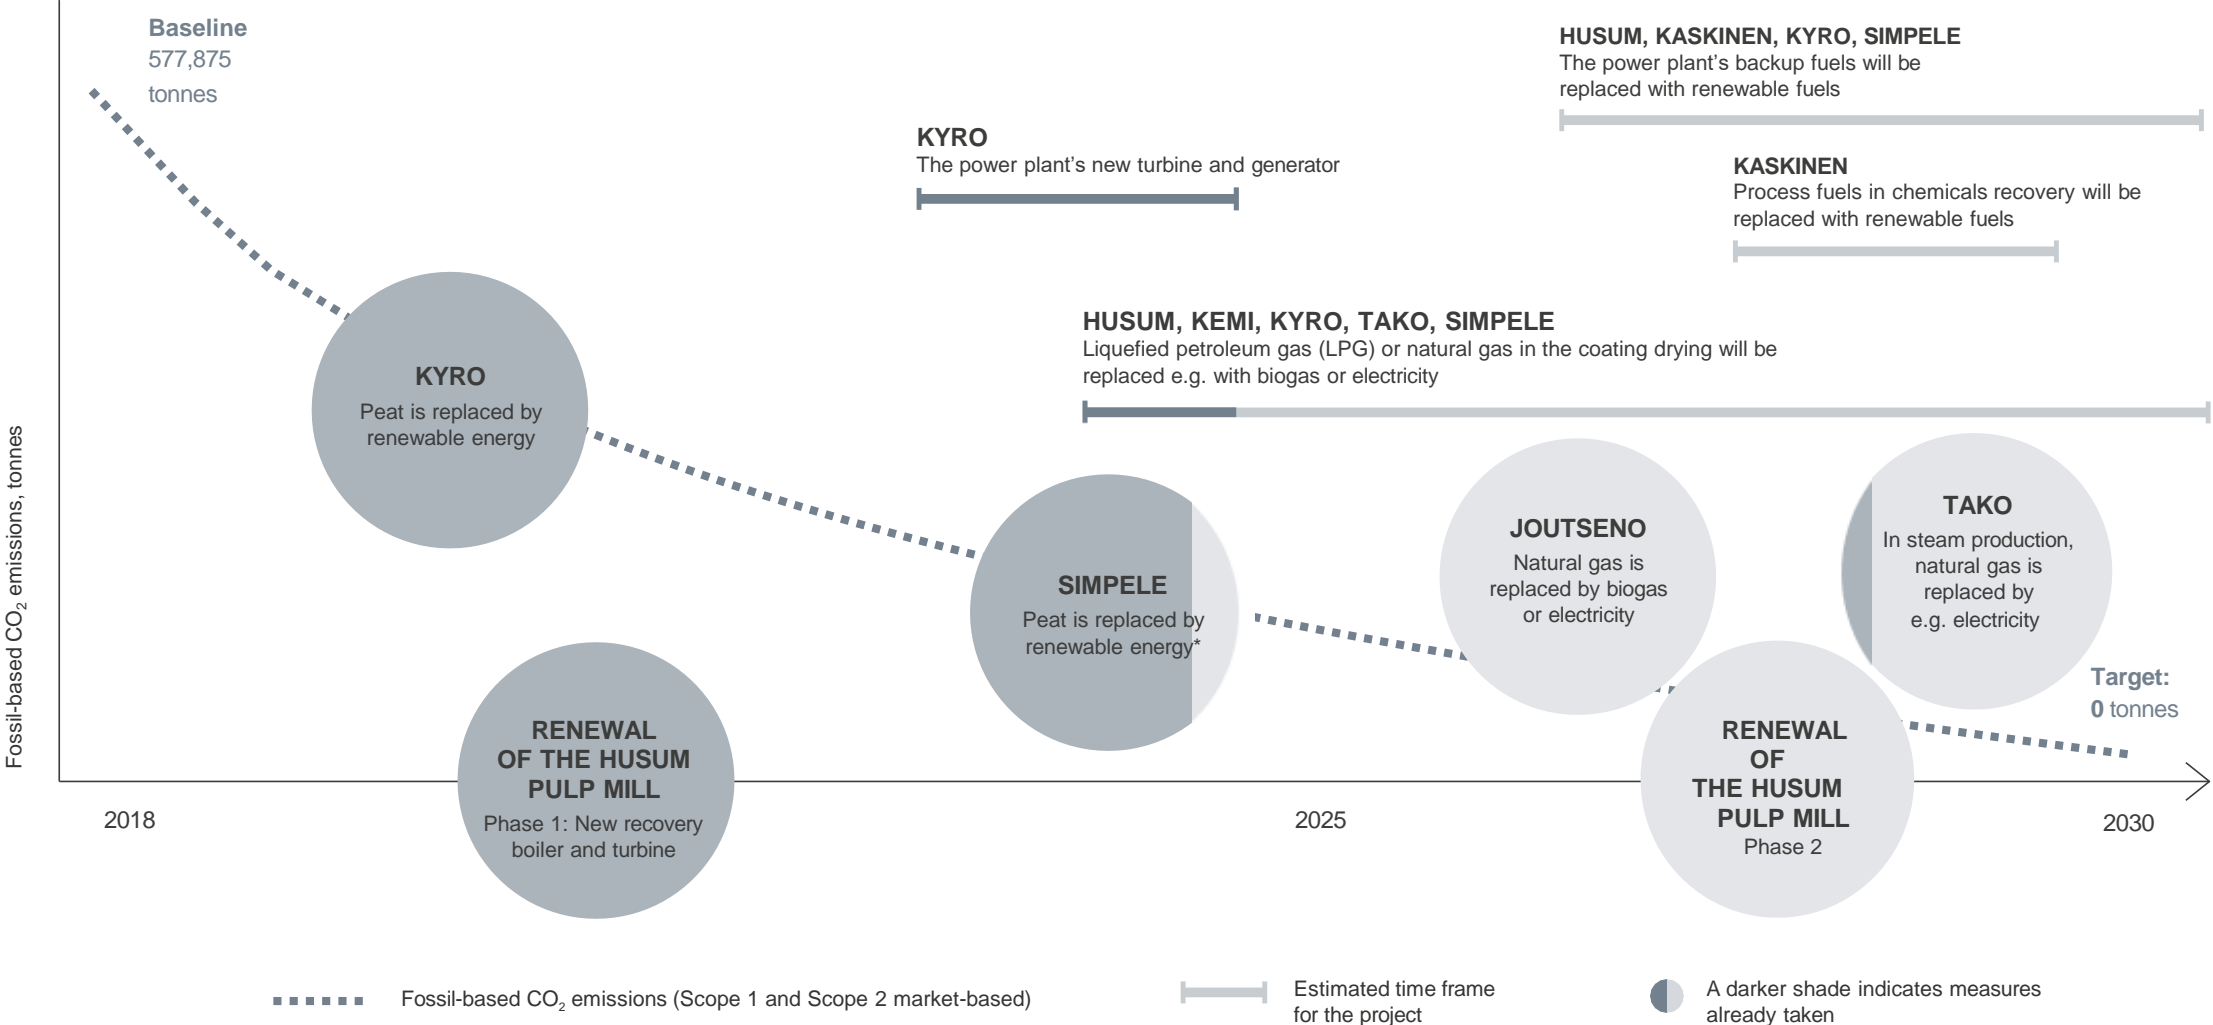 Baseline
577,875
tonnes
HUSUM, KASKINEN, KYRO, SIMPELE
The power plant's backup fuels will be
replaced with renewable fuels
KYRO
The power plant's new turbine and generator
KASKINEN
Process fuels in chemicals recovery will be
replaced with renewable fuels
HUSUM, KEMI, KYRO, TAKO, SIMPELE
Liquefied petroleum gas (LPG) or natural gas in the coating drying will be
replaced e.g. with biogas or electricity
KYRO
Peat is replaced by
renewable energy
SIMPELE
Peat is replaced by
renewable energy*
JOUTSENO
Natural gas is
replaced by biogas
or electricity
TAKO
In steam production,
natural gas is
replaced by
e.g. electricity
Target:
0 tonnes
RENEWAL
OF THE HUSUM
PULP MILL
Phase 1: New recovery
boiler and turbine
RENEWAL
OF
THE HUSUM
PULP MILL
Phase 2
Fossil-based CO₂ emissions, tonnes
2018
2025
2030
Fossil-based CO₂ emissions (Scope 1 and Scope 2 market-based)
Estimated time frame
for the project
A darker shade indicates measures
already taken